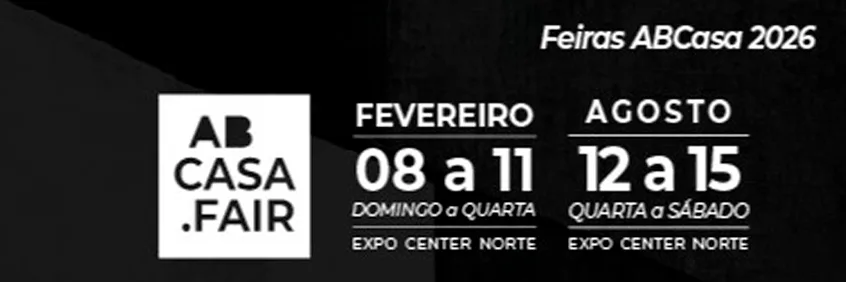 Feiras ABCasa 2026
AB
CASA
.FAIR
FEVEREIRO
08 a 11
DOMINGO a QUARTA
EXPO CENTER NORTE
AGOSTO
12 a 15
QUARTA a SÁBADO
EXPO CENTER NORTE